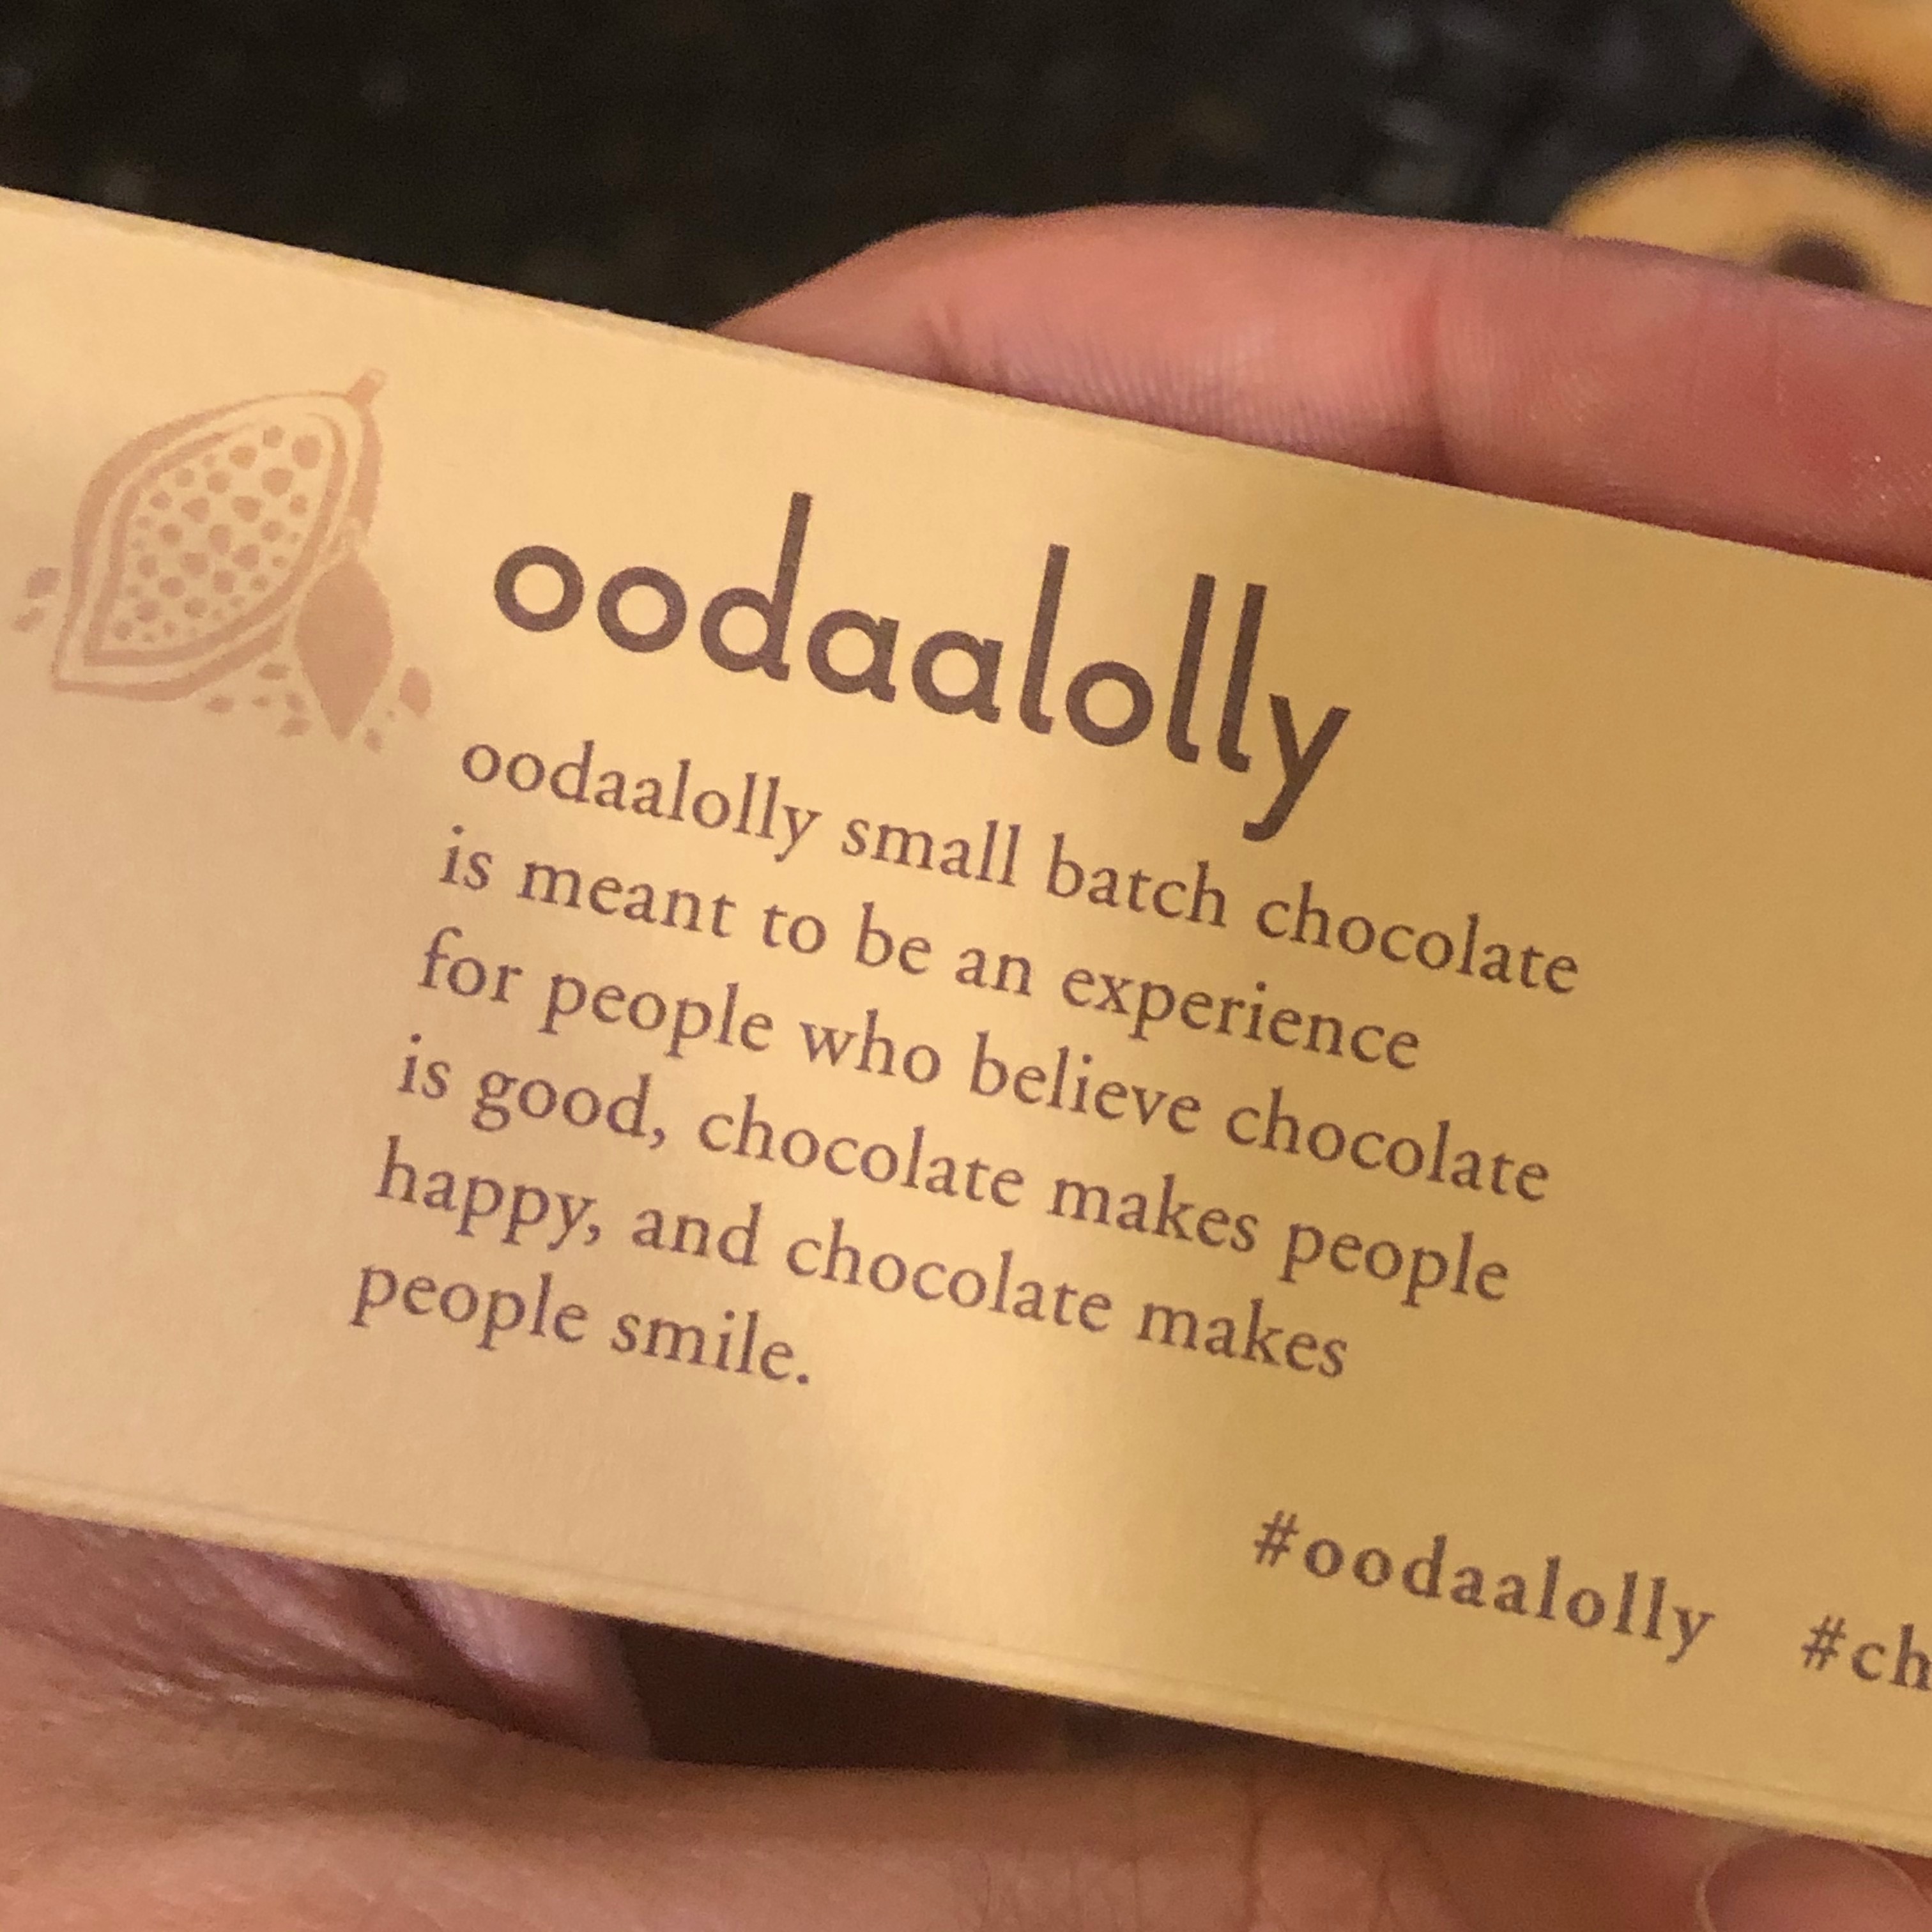 oodaalolly
oodaalolly small batch chocolate
is meant to be an experience
for people who believe chocolate
is good, chocolate makes people
happy, and chocolate makes
people smile.
#oodaalolly #ch